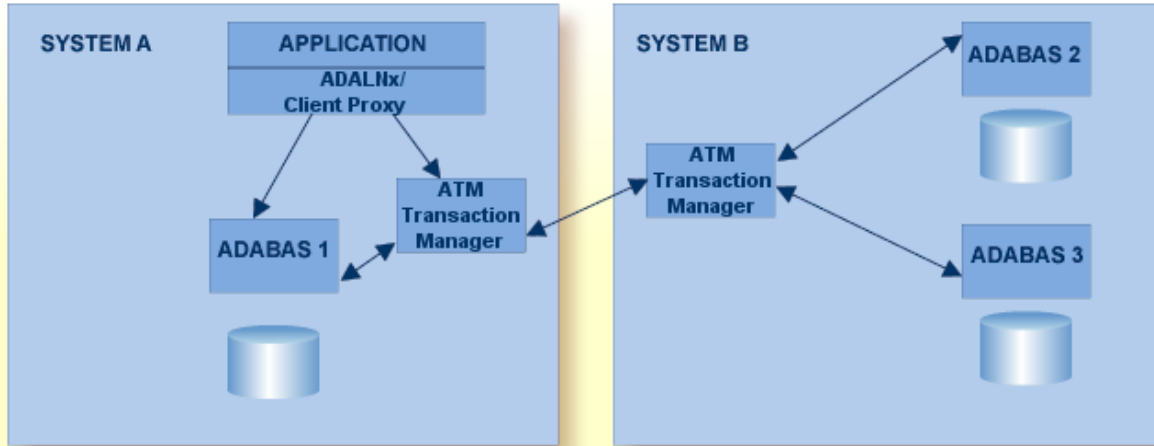 SYSTEM A
APPLICATION
ADALNx/
Client Proxy
ATM
Transaction
Manager
ADABAS 1
SYSTEM B
ADABAS 2
ATM
Transaction
Manager
ADABAS 3